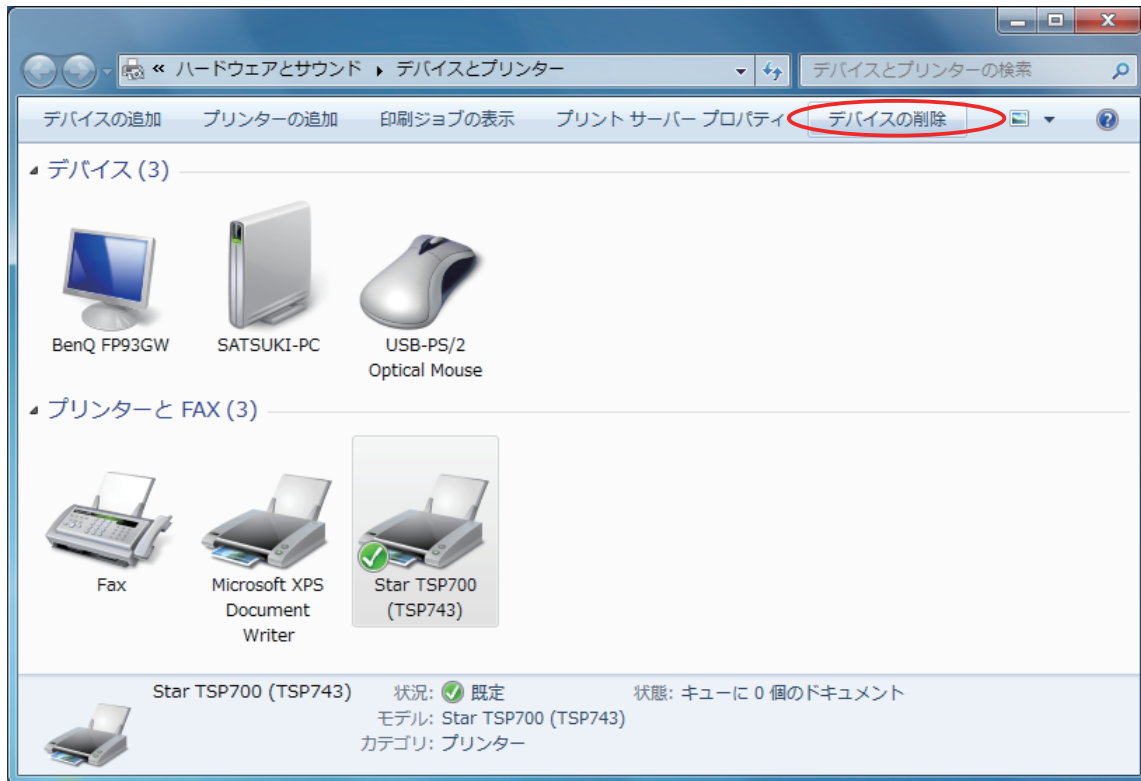 « ハードウェアとサウンド ▸ デバイスとプリンター
デバイスとプリンターの検索
デバイスの追加 プリンターの追加 印刷ジョブの表示 プリント サーバー プロパティ デバイスの削除
デバイス (3)
BenQ FP93GW
SATSUKI-PC
USB-PS/2
Optical Mouse
プリンターと FAX (3)
Fax
Microsoft XPS
Document
Writer
Star TSP700
(TSP743)
Star TSP700 (TSP743) 状況: 既定 状態: キューに 0 個のドキュメント
モデル: Star TSP700 (TSP743)
カテゴリ: プリンター